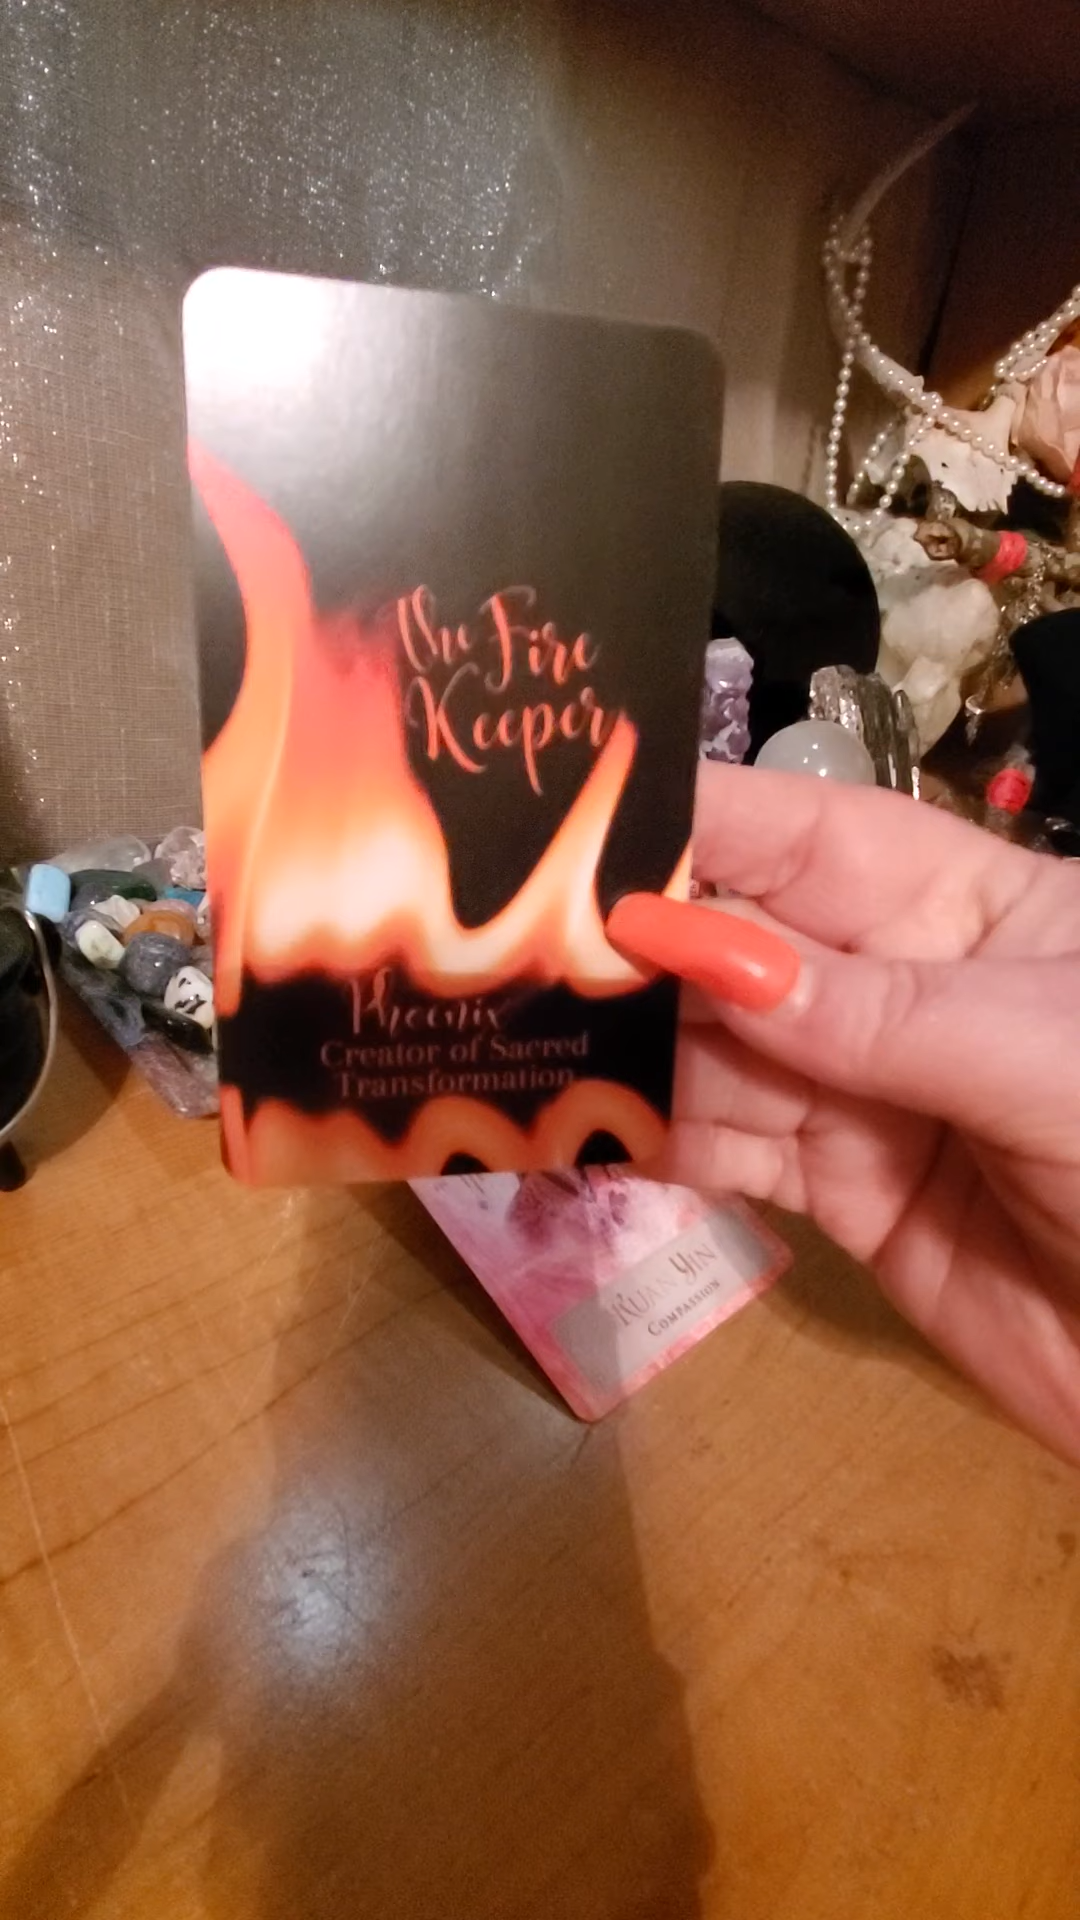 The Fire
Keeper
Phoenix
Creator of Sacred
Transformation
KUAN YIN
COMPASSION